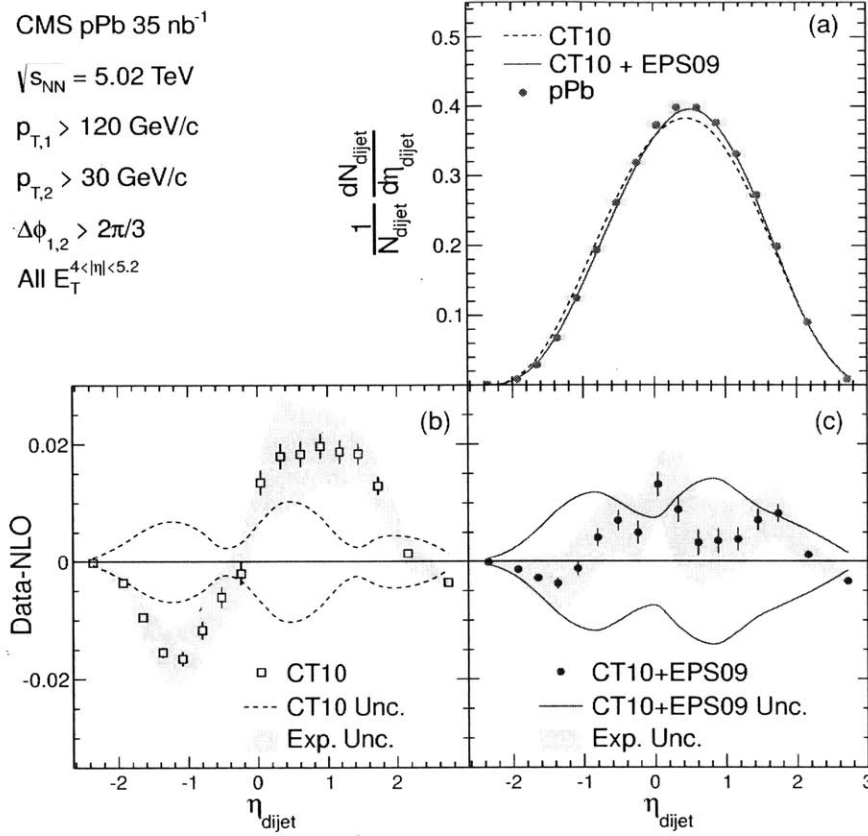 CMS pPb 35 nb⁻¹
√s_NN = 5.02 TeV
p_T,1 > 120 GeV/c
p_T,2 > 30 GeV/c
Δϕ_1,2 > 2π/3
All E_T^4<|η|<5.2
(a)
CT10
CT10 + EPS09
pPb
1/N_dijet dN_dijet/dη_dijet
0.5
0.4
0.3
0.2
0.1
(b)
Data-NLO
0.02
0
-0.02
CT10
CT10 Unc.
Exp. Unc.
-2 -1 0 1 2
η_dijet
(c)
CT10+EPS09
CT10+EPS09 Unc.
Exp. Unc.
-2 -1 0 1 2 3
η_dijet